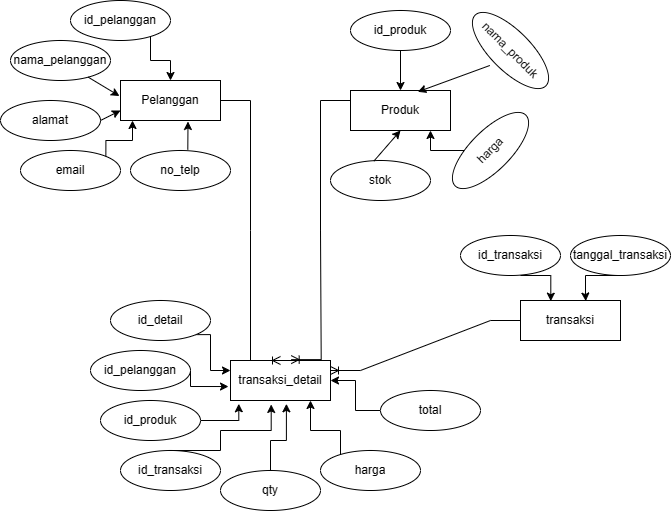 id_pelanggan
nama_pelanggan
Pelanggan
alamat
email
no_telp
id_produk
nama_produk
Produk
stok
harga
id_transaksi
tanggal_transaksi
transaksi
id_detail
id_pelanggan
transaksi_detail
id_produk
total
id_transaksi
qty
harga